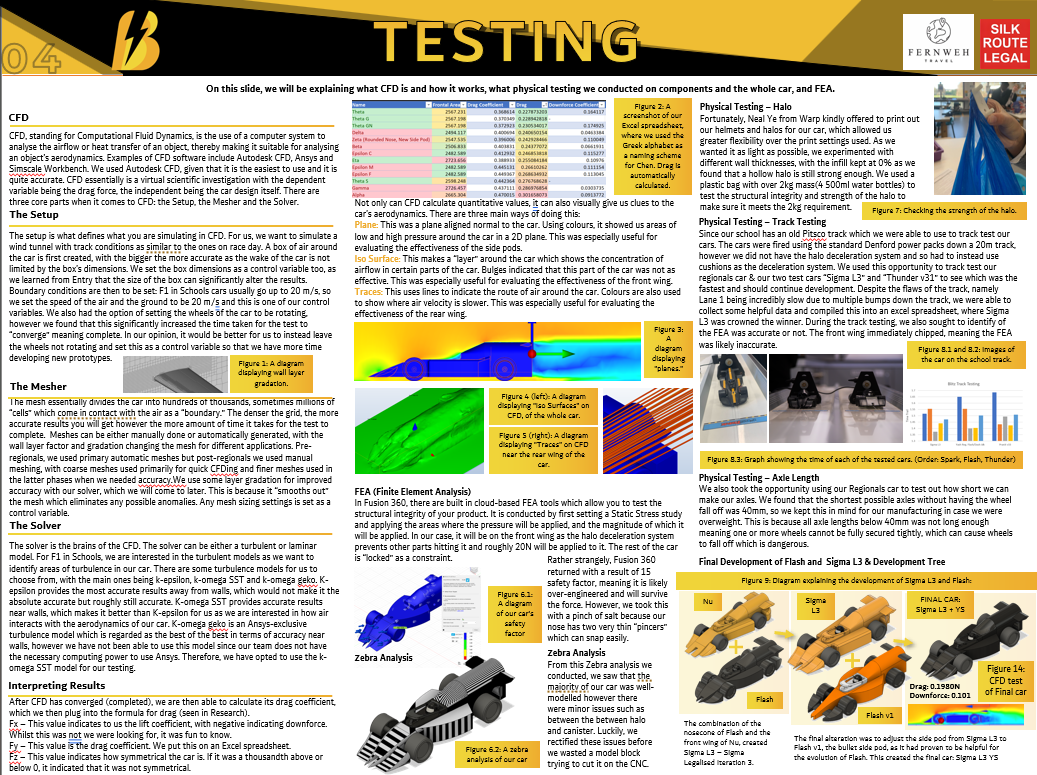 04
TESTING
FERNWEH
TRAVEL
SILK
ROUTE
LEGAL
On this slide, we will be explaining what CFD is and how it works, what physical testing we conducted on components and the whole car, and FEA.
CFD
CFD, standing for Computational Fluid Dynamics, is the use of a computer system to
analyse the airflow or heat transfer of an object, thereby making it suitable for analysing
an object's aerodynamics. Examples of CFD software include Autodesk CFD, Ansys and
Simscale Workbench. We used Autodesk CFD, given that is the easiest to use and it is
quite accurate. CFD essentially is a virtual scientific investigation with the dependent
variable being the drag force, the independent being the car design itself. There are
three core parts when it comes to CFD: the Setup, the Mesher and the Solver.
The Setup
The setup is what defines what you are simulating in CFD. For us, we want to simulate a
wind tunnel with track conditions as similar to the ones on race day. A box of air around
the car is first created, with the bigger the more accurate as the wake of the car is not
limited by the box's dimensions. We set the box dimensions as a control variable too, as
we learned from Entry that the size of the box can significantly alter the results.
Boundary conditions are then to be set: F1 in Schools cars usually go up to 20 m/s, so
we set the speed of the air and the ground to be 20 m/s and this is one of our control
variables. We also had the option of setting the wheels of the car to be rotating,
however we found that this significantly increased the time taken for the test to
"converge" meaning complete. In our opinion, it would be better for us to instead leave
the wheels not rotating and set this as a control variable so that we have more time
developing new prototypes.
Figure 1: A diagram
displaying wall layer
gradation.
The Mesher
The mesh essentially divides the car into hundreds of thousands, sometimes millions of
"cells" which come in contact with the air as a "boundary." The denser the grid, the more
accurate results you will get however the more amount of time it takes for the test to
complete. Meshes can be either manually done or automatically generated, with the
wall layer factor and gradation changing the mesh for different applications. Pre-
regionals, we used primary automatic meshes but post-regionals we used manual
meshing, with coarse meshes used primarily for quick CFDing and finer meshes used in
the latter phases when we needed accuracy.We use some layer gradation for improved
accuracy with our solver, which we will come to later. This is because it "smooths out"
the mesh which eliminates any possible anomalies. Any mesh sizing settings is set as a
control variable.
The Solver
The solver is the brains of the CFD. The solver can be either a turbulent or laminar
model. For F1 in Schools, we are interested in the turbulent models as we want to
identify areas of turbulence in our car. There are some turbulence models for us to
choose from, with the main ones being k-epsilon, k-omega SST and k-omega geko. K-
epsilon provides the most accurate results away from walls, which would not make it the
absolute accurate but roughly still accurate. K-omega SST provides accurate results
near walls, which makes it better than K-epsilon for us as we are interested in how air
interacts with the aerodynamics of our car. K-omega geko is an Ansys-exclusive
turbulence model which is regarded as the best of the best in terms of accuracy near
walls, however we have not been able to use this model since our team does not have
the necessary computing power to use Ansys. Therefore, we have opted to use the k-
omega SST model for our testing.
Interpreting Results
After CFD has converged (completed), we are then able to calculate its drag coefficient,
which we then plug into the formula for drag (seen in Research).
Fx – This value indicates to us the lift coefficient, with negative indicating downforce.
Whilst this was not we were looking for, it was fun to know.
Fy – This value is the drag coefficient. We put this on an Excel spreadsheet.
Fz – This value indicates how symmetrical the car is. If it was a thousandth above or
below 0, it indicated that it was not symmetrical.
Name Frontal Area Drag Coefficient Drag Downforce Coefficient
Theta 2567.231 0.368614 0.227873203 0.164117
Theta G 2567.231 0.370349 0.228942818
Theta GN 2567.231 0.372923 0.230534017 0.174925
Delta 2494.117 0.400694 0.240650154 0.0463184
Zeta (Rounded Nose, New Side Pod) 2547.535 0.396006 0.242928466 0.110049
Beta 2506.833 0.403831 0.24377072 0.0661931
Epsilon C 2482.589 0.412932 0.246853815 0.115277
Eta 2723.656 0.388933 0.255084184 0.10976
Epsilon M 2482.589 0.445131 0.26610262 0.111154
Epsilon F 2482.589 0.449367 0.268634932 0.113045
Theta S 2598.248 0.442364 0.276768628
Gamma 2726.457 0.437111 0.286976854 0.0303735
Alpha 2665.304 0.470015 0.301658073 0.0913772
Figure 2: A
screenshot of our
Excel spreadsheet,
where we used the
Greek alphabet as
a naming scheme
for Chen. Drag is
automatically
calculated.
Not only can CFD calculate quantitative values, it can also visually give us clues to the
car's aerodynamics. There are three main ways of doing this:
Plane: This was a plane aligned normal to the car. Using colours, it showed us areas of
low and high pressure around the car in a 2D plane. This was especially useful for
evaluating the effectiveness of the side pods.
Iso Surface: This makes a "layer" around the car which shows the concentration of
airflow in certain parts of the car. Bulges indicated that this part of the car was not as
effective. This was especially useful for evaluating the effectiveness of the front wing.
Traces: This uses lines to indicate the route of air around the car. Colours are also used
to show where air velocity is slower. This was especially useful for evaluating the
effectiveness of the rear wing.
Figure 3:
A
diagram
displaying
"planes."
Figure 4 (left): A diagram
displaying "Iso Surfaces" on
CFD, of the whole car.
Figure 5 (right): A diagram
displaying "Traces" on CFD
near the rear wing of the
car.
FEA (Finite Element Analysis)
In Fusion 360, there are built in cloud-based FEA tools which allow you to test the
structural integrity of your product. It is conducted by first setting a Static Stress study
and applying the areas where the pressure will be applied, and the magnitude of which it
will be applied. In our case, it will be on the front wing as the halo deceleration system
prevents other parts hitting it and roughly 20N will be applied to it. The rest of the car
is "locked" as a constraint.
Figure 6.1:
A diagram
of our car's
safety
factor
Rather strangely, Fusion 360
returned with a result of 15
safety factor, meaning it is likely
over-engineered and will survive
the force. However, we took this
with a pinch of salt because our
nose has two very thin "pincers"
which can snap easily.
Zebra Analysis
Zebra Analysis
From this Zebra analysis we
conducted, we saw that the
majority of our car was well-
modelled however there
were minor issues such as
between the between halo
and canister. Luckily, we
rectified these issues before
we wasted a model block
trying to cut it on the CNC.
Figure 6.2: A zebra
analysis of our car
Physical Testing – Halo
Fortunately, Neal Ye from Warp kindly offered to print out
our helmets and halos for our car, which allowed us
greater flexibility over the print settings used. As we
wanted it as light as possible, we experimented with
different wall thicknesses, with the infill kept at 0% as we
found that a hollow halo is still strong enough. We used a
plastic bag with over 2kg mass(4 500ml water bottles) to
test the structural integrity and strength of the halo to
make sure it meets the 2kg requirement.
Figure 7: Checking the strength of the halo.
Physical Testing – Track Testing
Since our school has an old Pitsco track which we were able to use to track test our
cars. The cars were fired using the standard Denford power packs down a 20m track,
however we did not have the halo deceleration system and so had to instead use
cushions as the deceleration system. We used this opportunity to track test our
regionals car & our two test cars "Sigma L3" and "Thunder v31" to see which was the
fastest and should continue development. Despite the flaws of the track, namely
Lane 1 being incredibly slow due to multiple bumps down the track, we were able to
collect some helpful data and compiled this into an excel spreadsheet, where Sigma
L3 was crowned the winner. During the track testing, we also sought to identify of
the FEA was accurate or not. The front wing immediately chipped, meaning the FEA
was likely inaccurate.
Figure 8.1 and 8.2: Images of
the car on the school track.
Blitz Track Testing
Figure 8.3: Graph showing the time of each of the tested cars. (Order: Spark, Flash, Thunder)
Physical Testing – Axle Length
We also took the opportunity using our Regionals car to test out how short we can
make our axles. We found that the shortest possible axles without having the wheel
fall off was 40mm, so we kept this in mind for our manufacturing in case we were
overweight. This is because all axle lengths below 40mm was not long enough
meaning one or more wheels cannot be fully secured tightly, which can cause wheels
to fall off which is dangerous.
Final Development of Flash and Sigma L3 & Development Tree
Figure 9: Diagram explaining the development of Sigma L3 and Flash:
Nu
Sigma
L3
FINAL CAR:
Sigma L3 + YS
Flash
Flash v1
Drag: 0.1980N
Downforce: 0.101
Figure 14:
CFD test
of Final car
The combination of the
nosecone of Flash and the
front wing of Nu, created
Sigma L3 – Sigma
Legalised Iteration 3.
The final alteration was to adjust the side pod from Sigma L3 to
Flash v1, the bullet side pod, as it had proven to be helpful for
the evolution of Flash. This created the final car: Sigma L3 YS